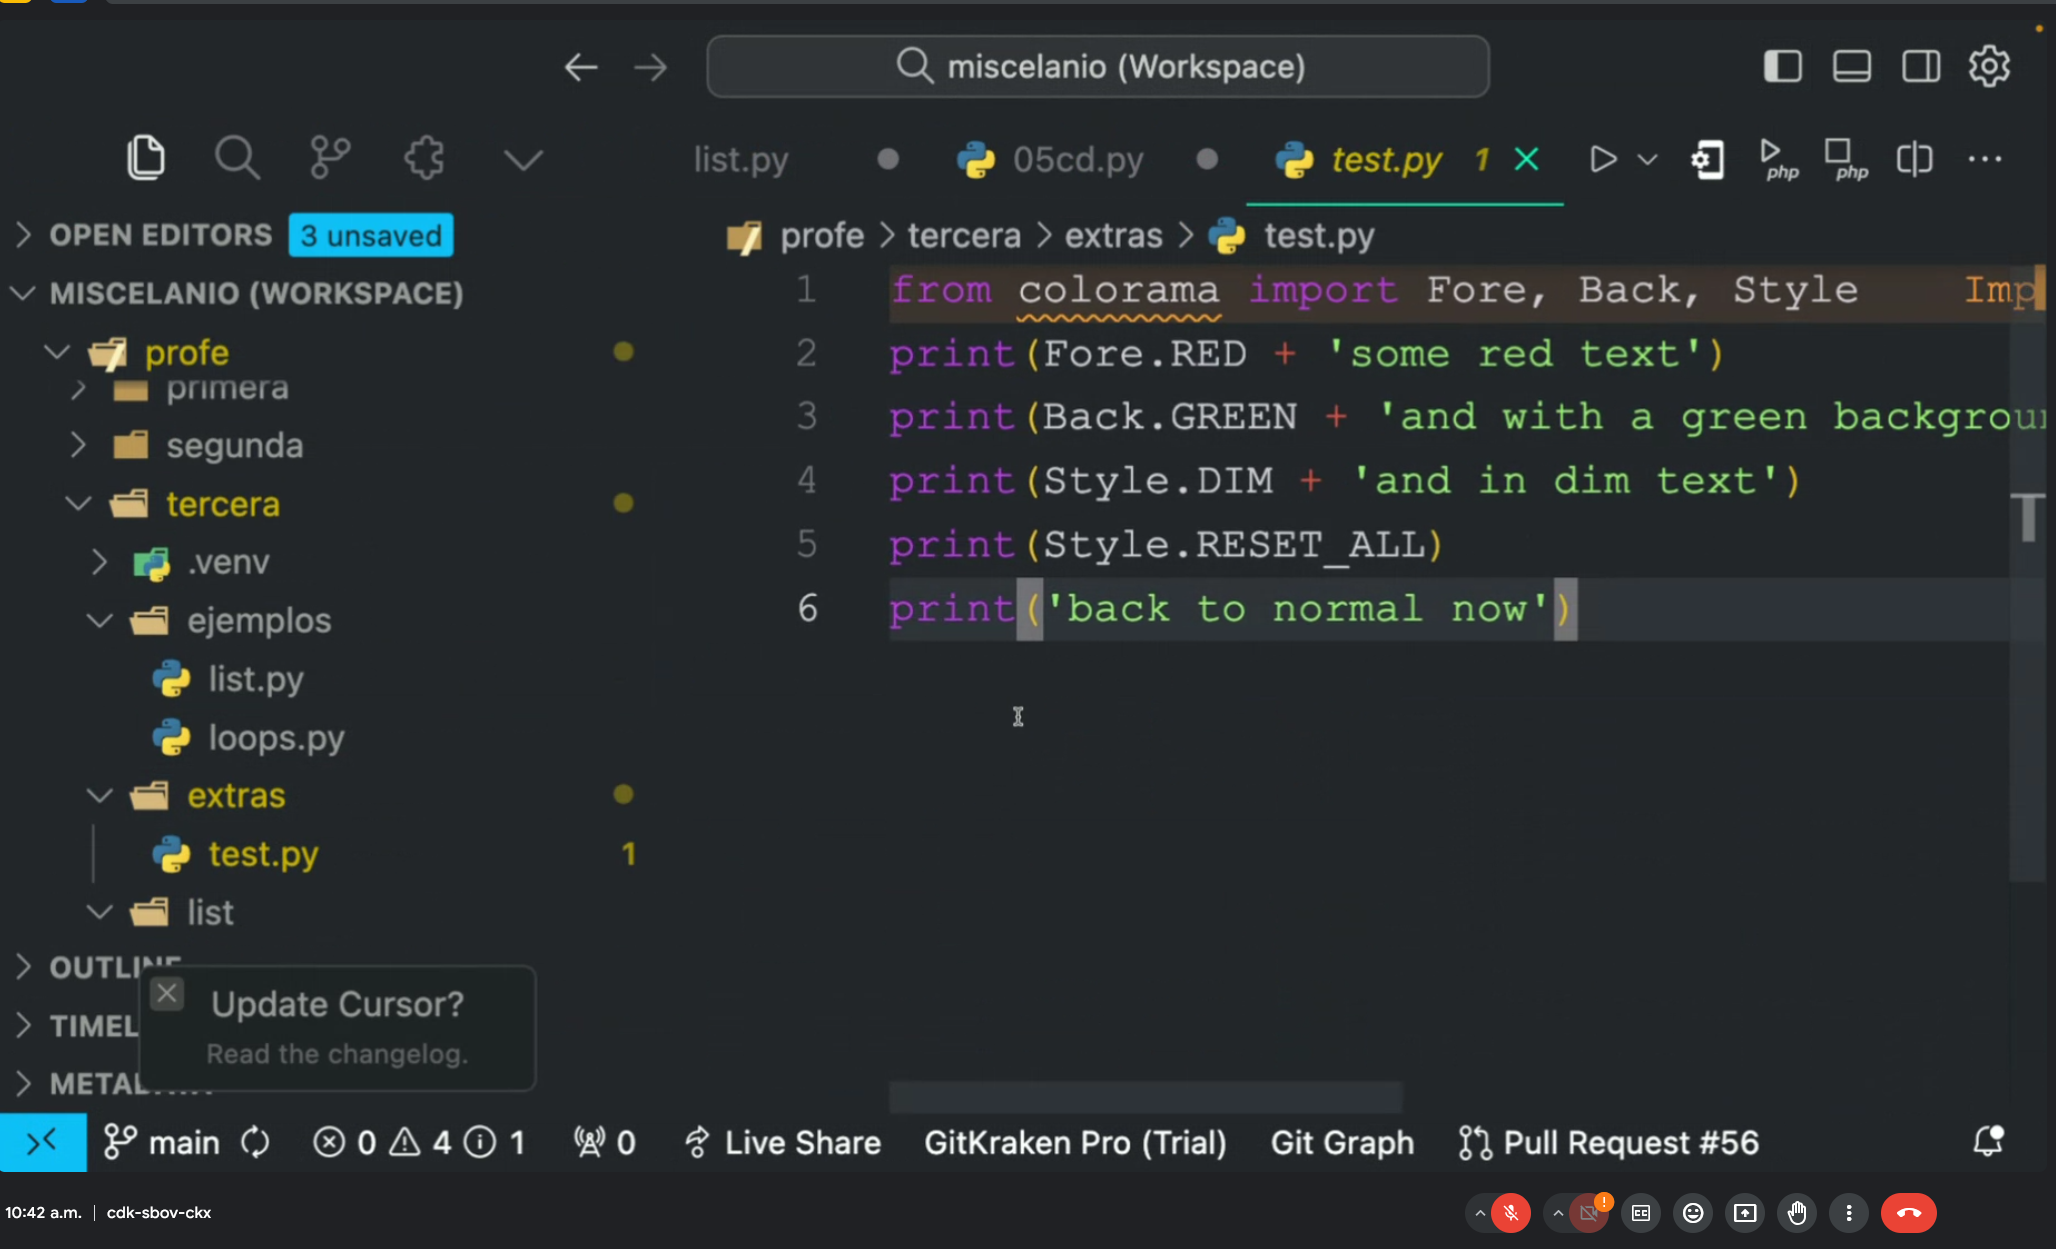 miscelanio (Workspace)
list.py
05cd.py
test.py 1
php
php
OPEN EDITORS 3 unsaved
MISCELANIO (WORKSPACE)
profe
primera
segunda
tercera
.venv
ejemplos
list.py
loops.py
extras
test.py 1
list
OUTLINE
TIMEL
Update Cursor?
Read the changelog.
profe > tercera > extras > test.py
1 from colorama import Fore, Back, Style Imp
2 print(Fore.RED + 'some red text')
3 print(Back.GREEN + 'and with a green backgrou
4 print(Style.DIM + 'and in dim text')
5 print(Style.RESET_ALL)
6 print('back to normal now')
main 0 4 1 0 Live Share GitKraken Pro (Trial) Git Graph Pull Request #56
10:42 a.m. | cdk-sbov-ckx